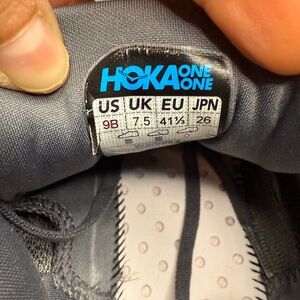 HOKA ONE ONE
US UK EU JPN
9B 7.5 41⅓ 26